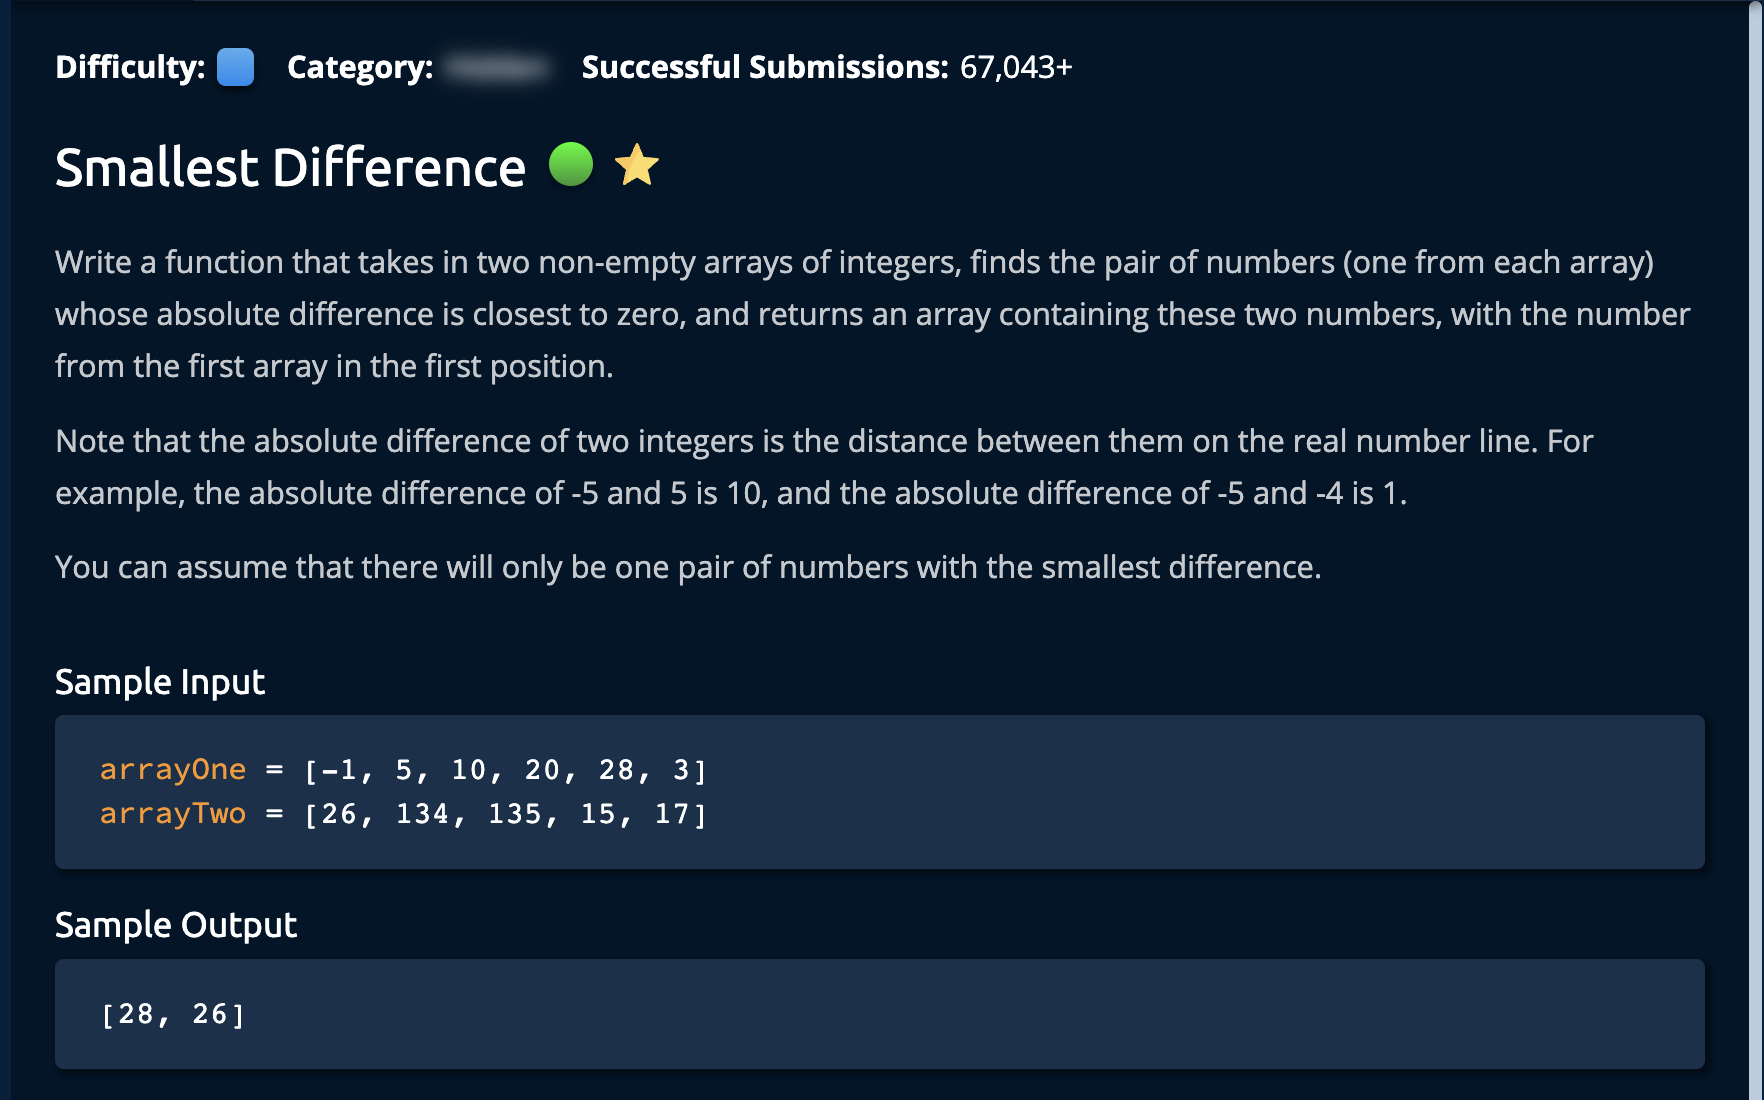 Difficulty: Category: Successful Submissions: 67,043+
Smallest Difference
Write a function that takes in two non-empty arrays of integers, finds the pair of numbers (one from each array)
whose absolute difference is closest to zero, and returns an array containing these two numbers, with the number
from the first array in the first position.
Note that the absolute difference of two integers is the distance between them on the real number line. For
example, the absolute difference of -5 and 5 is 10, and the absolute difference of -5 and -4 is 1.
You can assume that there will only be one pair of numbers with the smallest difference.
Sample Input
arrayOne = [-1, 5, 10, 20, 28, 3]
arrayTwo = [26, 134, 135, 15, 17]
Sample Output
[28, 26]